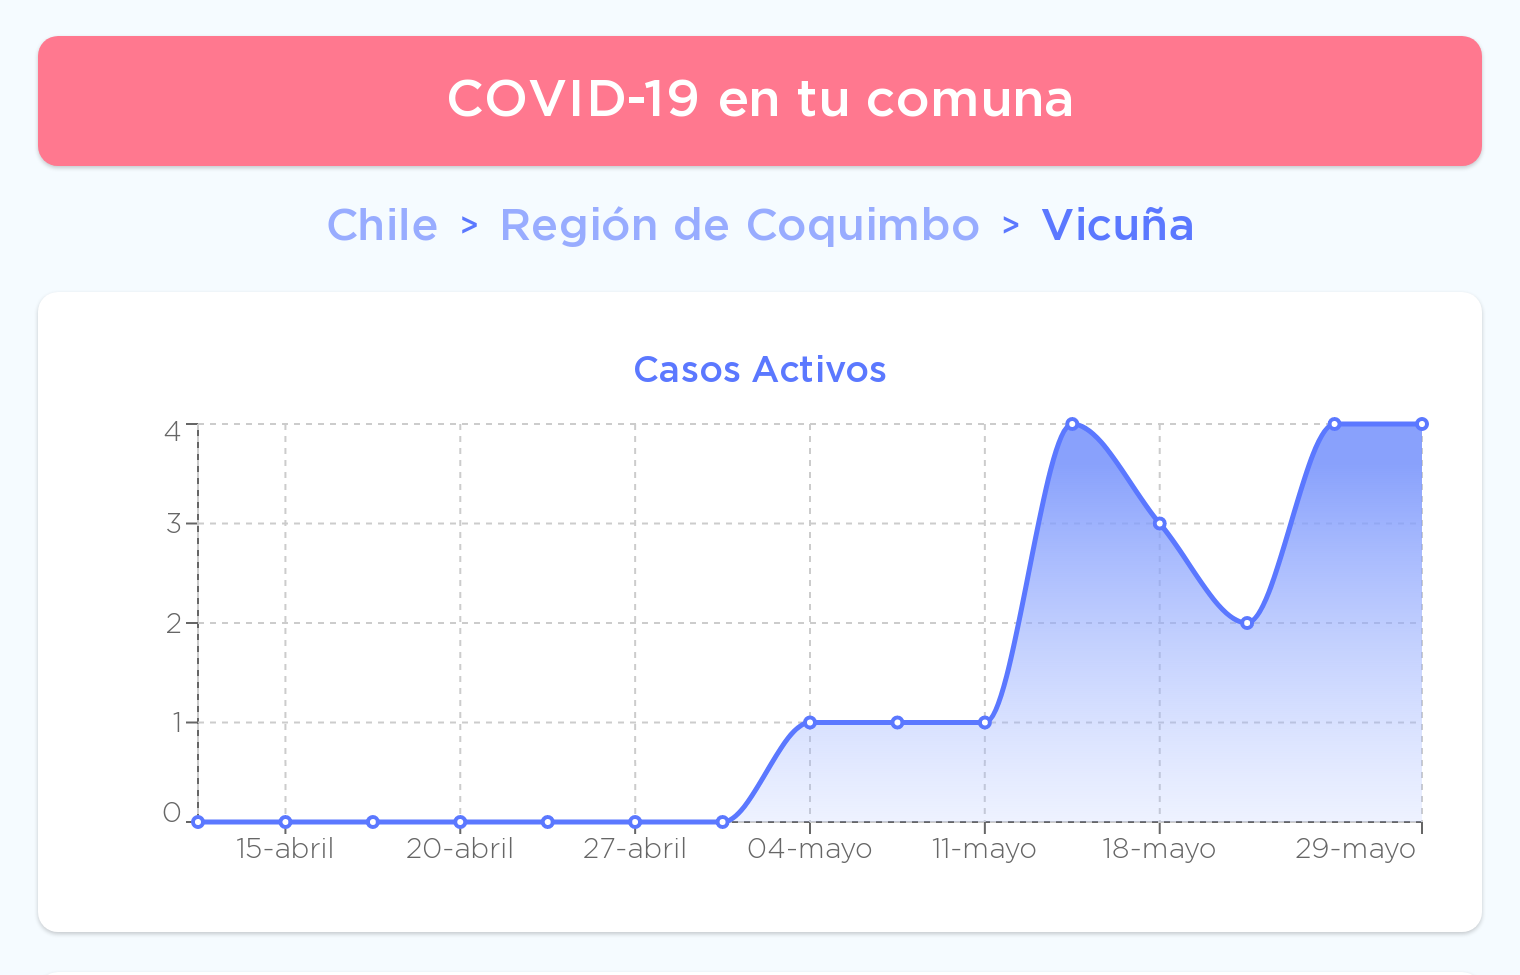 COVID-19 en tu comuna
Chile > Región de Coquimbo > Vicuña
Casos Activos
4
3
2
1
0
15-abril 20-abril 27-abril 04-mayo 11-mayo 18-mayo 29-mayo